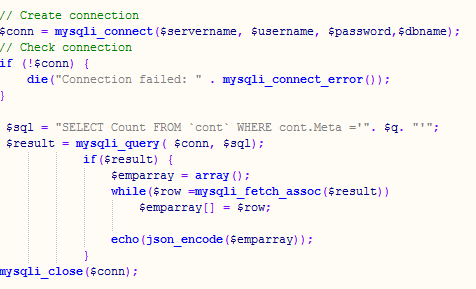 // Create connection
$conn = mysqli_connect($servername, $username, $password,$dbname);
// Check connection
if (!$conn) {
die("Connection failed: " . mysqli_connect_error());
}
$sql = "SELECT Count FROM `cont` WHERE cont.Meta ='". $q. "'";
$result = mysqli_query( $conn, $sql);
if($result) {
$emparray = array();
while($row =mysqli_fetch_assoc($result))
$emparray[] = $row;
echo(json_encode($emparray));
}
mysqli_close($conn);